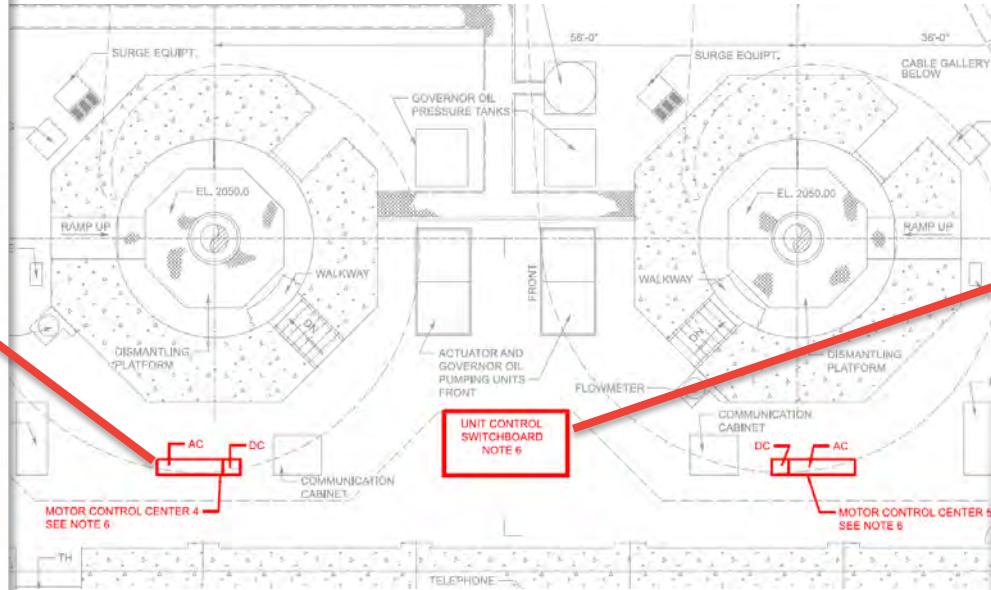 56'-0"
36'-0"
SURGE EQUIPT.
SURGE EQUIPT.
CABLE GALLERY
BELOW
GOVERNOR OIL
PRESSURE TANKS
EL. 2050.0
EL. 2050.00
RAMP UP
RAMP UP
WALKWAY
FRONT
WALKWAY
DN
DN
DISMANTLING
PLATFORM
ACTUATOR AND
GOVERNOR OIL
PUMPING UNITS
FRONT
DISMANTLING
PLATFORM
FLOWMETER
UNIT CONTROL
SWITCHBOARD
NOTE 6
COMMUNICATION
CABINET
AC
DC
DC
AC
COMMUNICATION
CABINET
MOTOR CONTROL CENTER 4
SEE NOTE 6
MOTOR CONTROL CENTER 5
SEE NOTE 6
TH
TELEPHONE